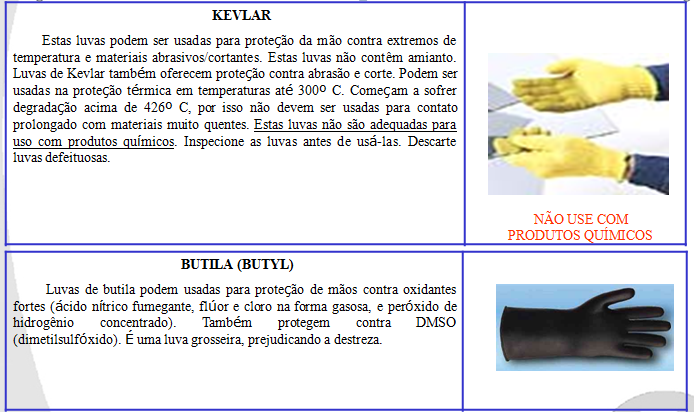 KEVLAR
Estas luvas podem ser usadas para proteção da mão contra extremos de
temperatura e materiais abrasivos/cortantes. Estas luvas não contêm amianto.
Luvas de Kevlar também oferecem proteção contra abrasão e corte. Podem ser
usadas na proteção térmica em temperaturas até 300º C. Começam a sofrer
degradação acima de 426º C, por isso não devem ser usadas para contato
prolongado com materiais muito quentes. Estas luvas não são adequadas para
uso com produtos químicos. Inspecione as luvas antes de usá-las. Descarte
luvas defeituosas.
NÃO USE COM
PRODUTOS QUÍMICOS
BUTILA (BUTYL)
Luvas de butila podem usadas para proteção de mãos contra oxidantes
fortes (ácido nítrico fumegante, flúor e cloro na forma gasosa, e peróxido de
hidrogênio concentrado). Também protegem contra DMSO
(dimetilsulfóxido). É uma luva grosseira, prejudicando a destreza.